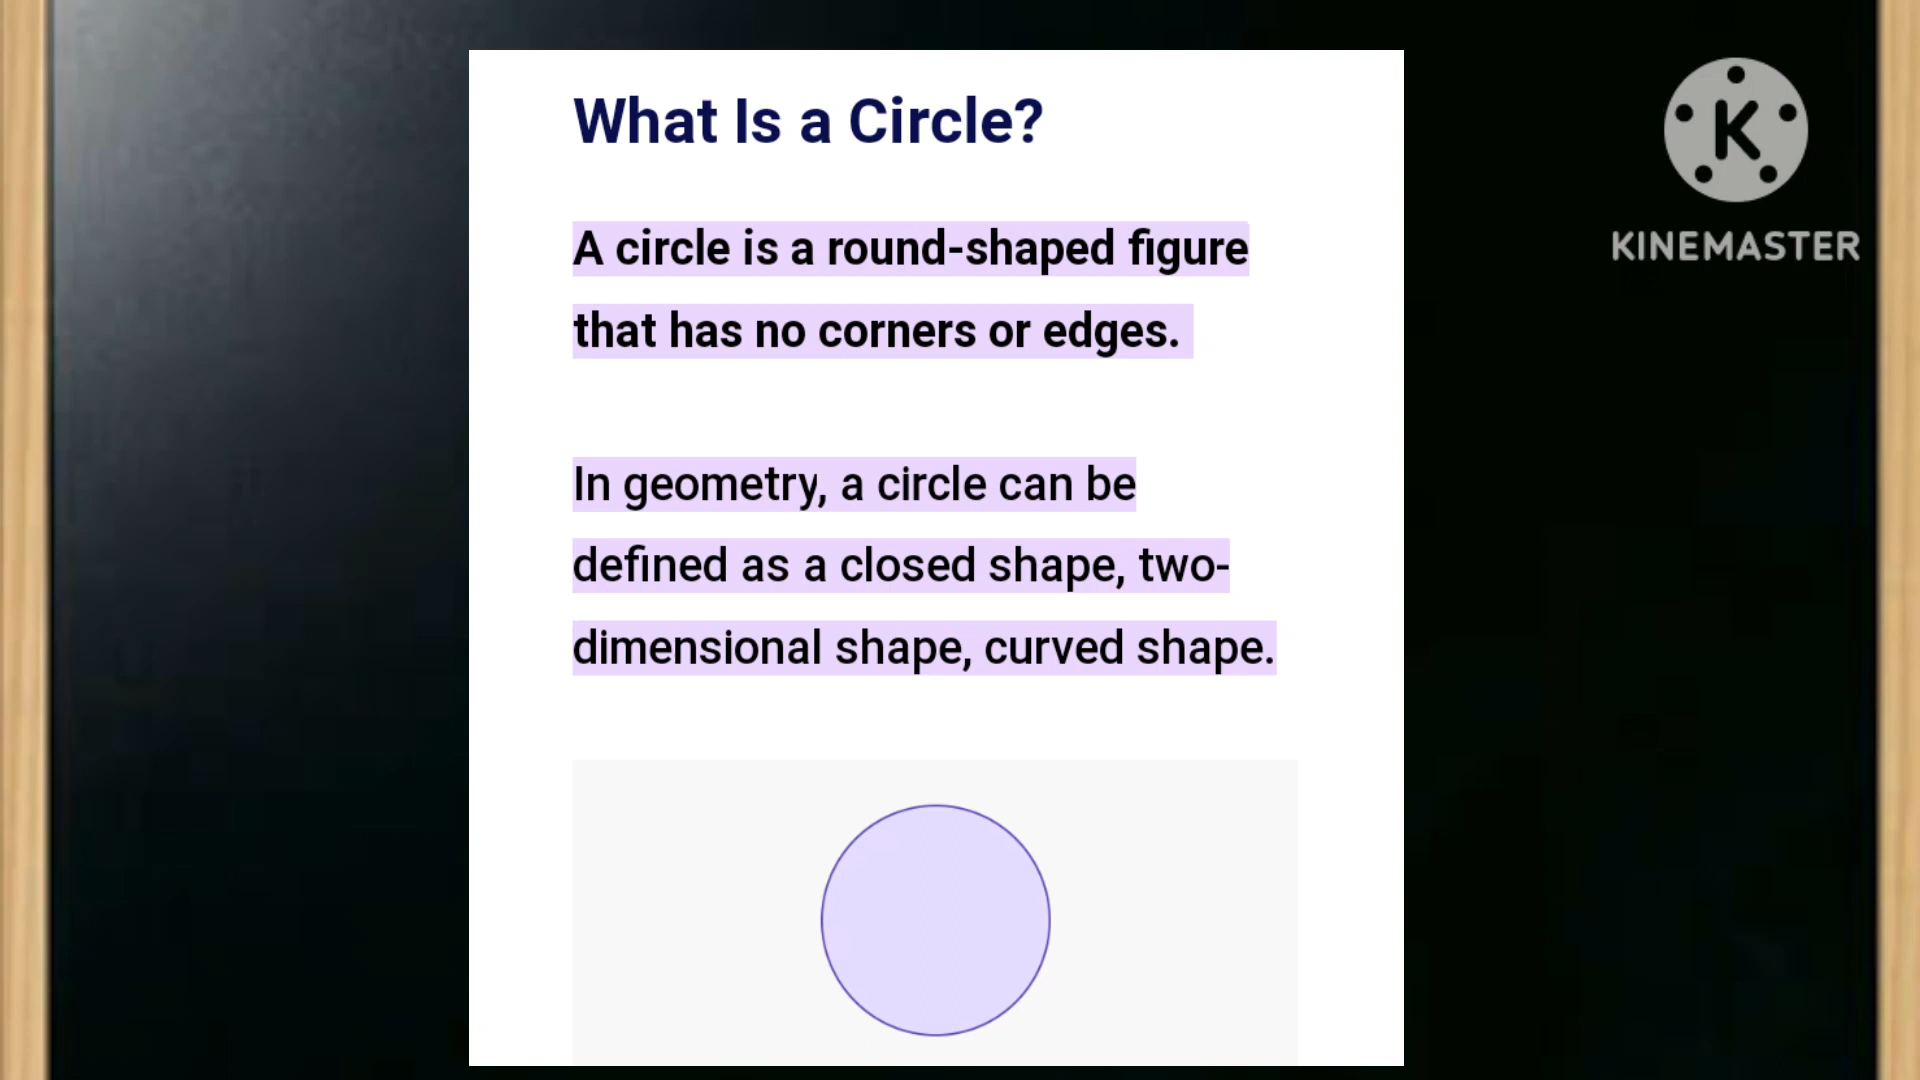 What Is a Circle?
A circle is a round-shaped figure
that has no corners or edges.
In geometry, a circle can be
defined as a closed shape, two-
dimensional shape, curved shape.
K
KINEMASTER